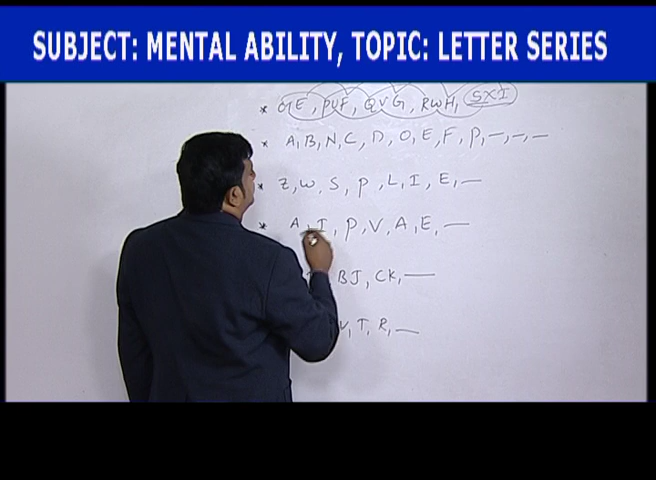 SUBJECT: MENTAL ABILITY, TOPIC: LETTER SERIES
* OTE, PUF, QVG, RWH, SXI
* A, B, N, C, D, O, E, F, P, —, —, —
* Z, W, S, P, L, I, E, —
* A, I, P, V, A, E, —
BJ, CK, —
V, T, R, —